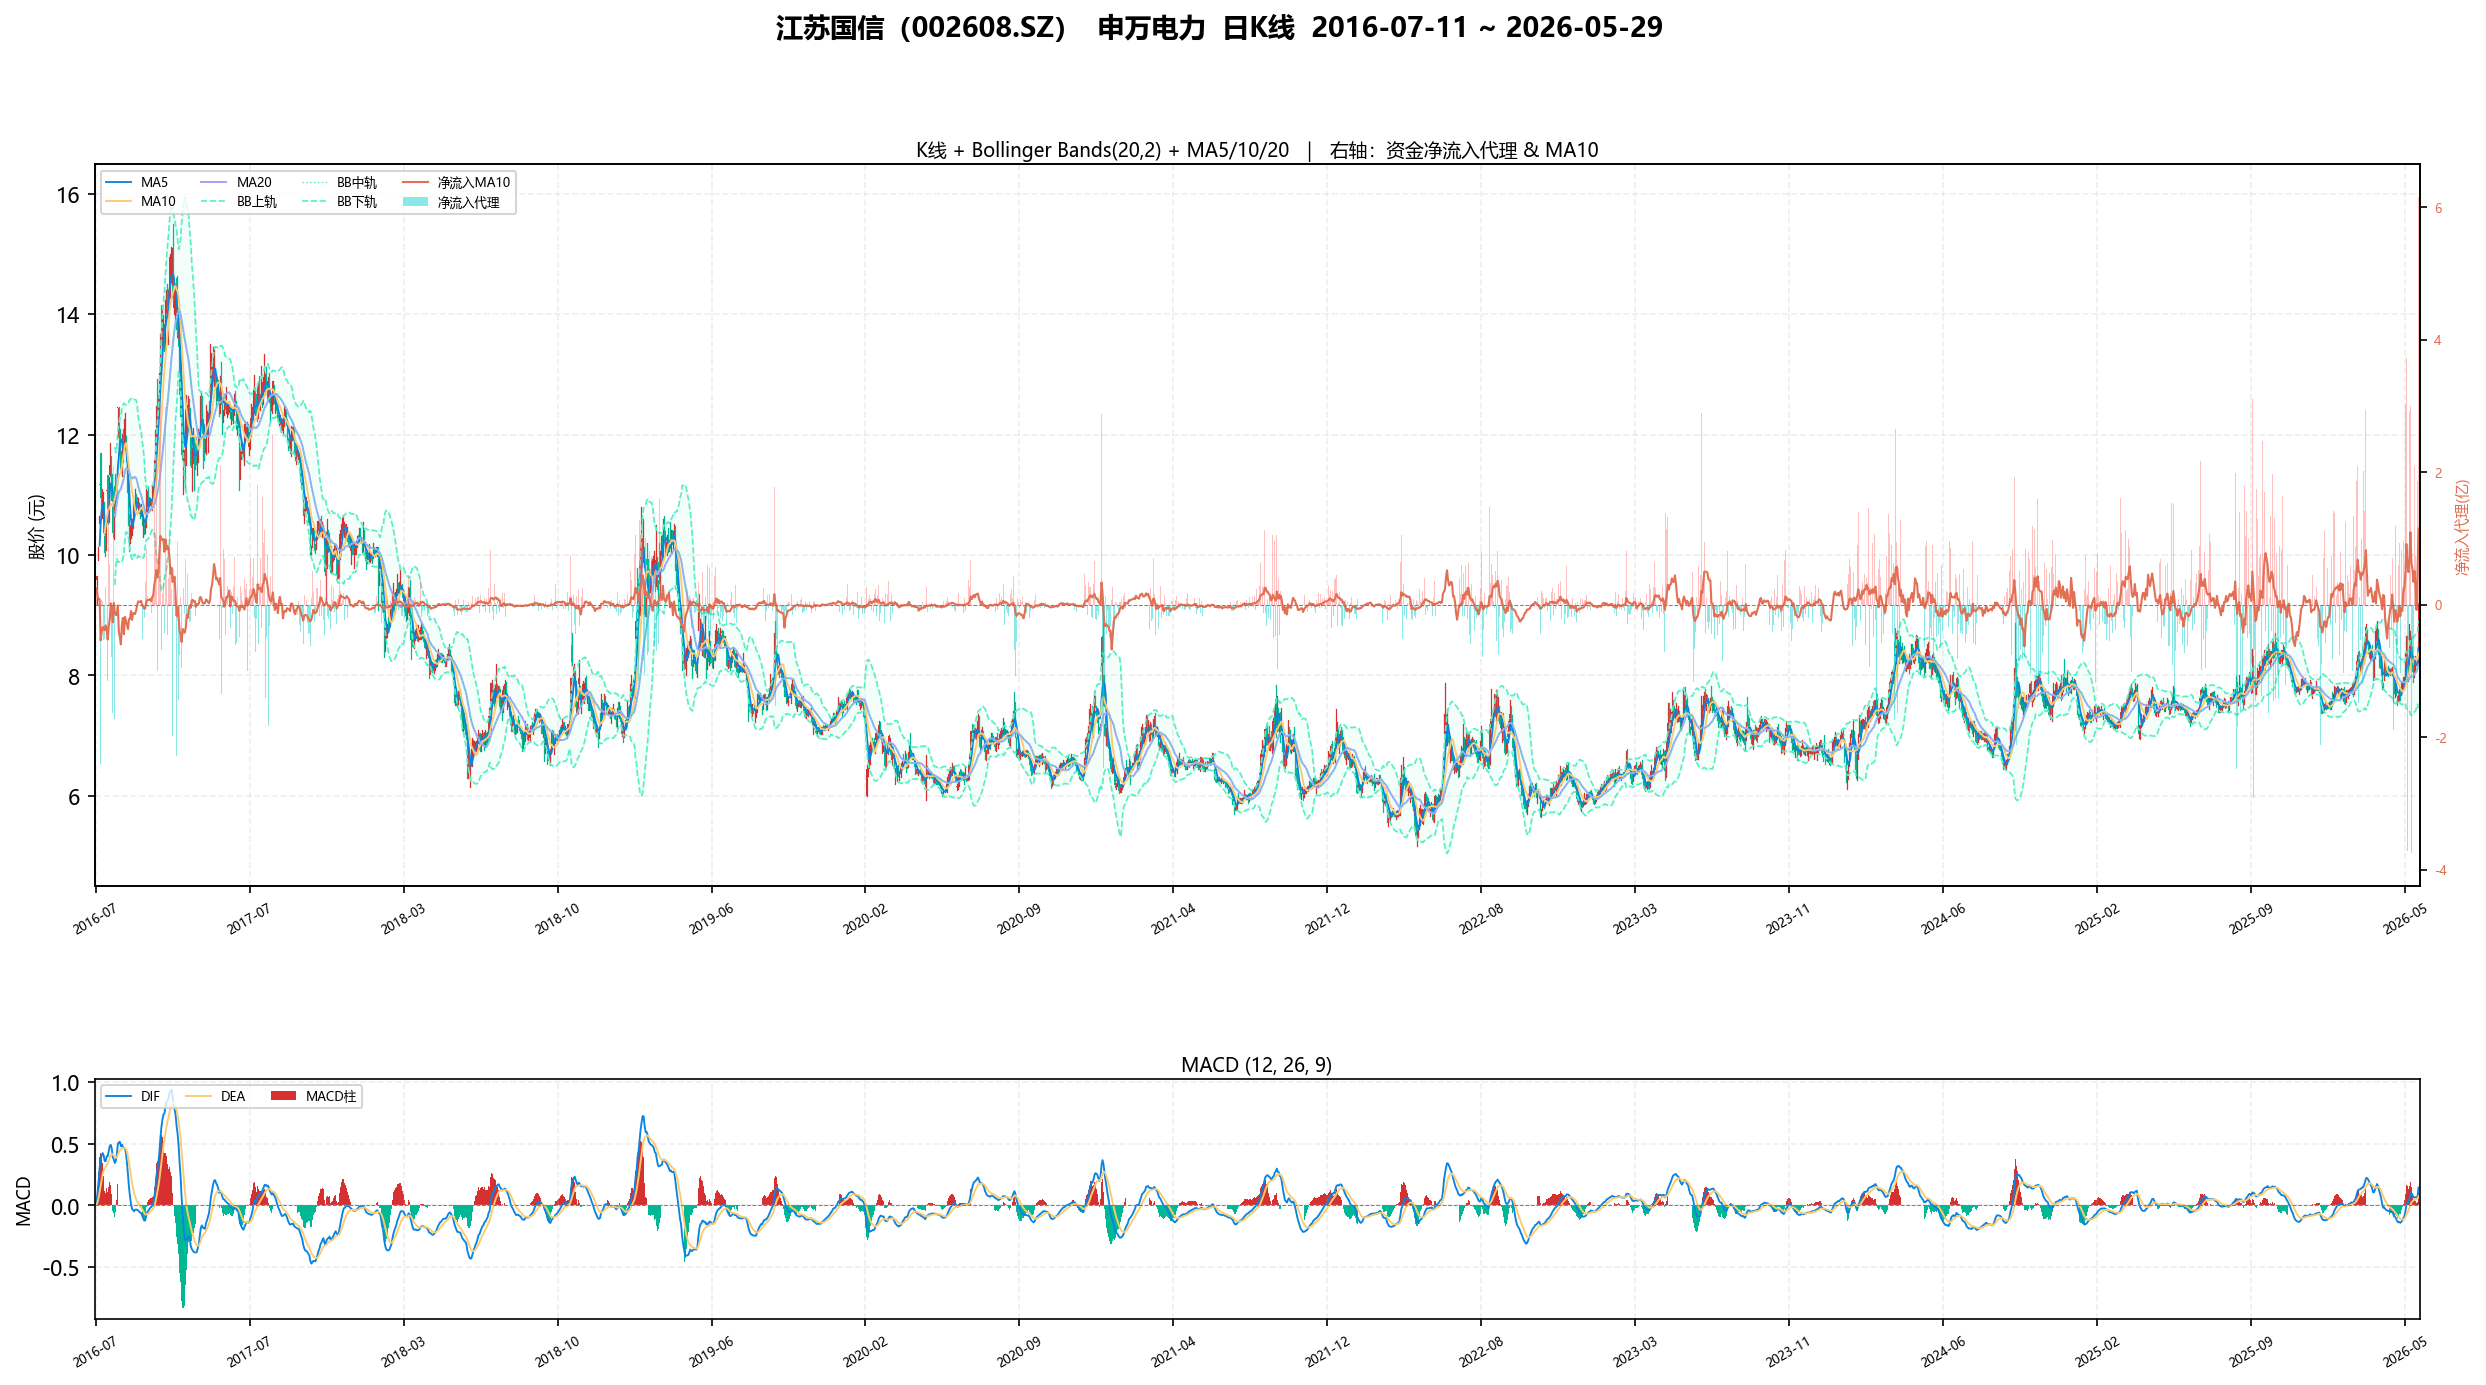 江苏国信（002608.SZ）  申万电力  日K线  2016-07-11 ~ 2026-05-29
K线 + Bollinger Bands(20,2) + MA5/10/20   |   右轴：资金净流入代理 & MA10
MA5 MA20 BB中轨 净流入MA10
MA10 BB上轨 BB下轨 净流入代理
股价 (元)
16
14
12
10
8
6
净流入代理(亿)
6
4
2
0
-2
-4
2016-07 2017-07 2018-03 2018-10 2019-06 2020-02 2020-09 2021-04 2021-12 2022-08 2023-03 2023-11 2024-06 2025-02 2025-09 2026-05
MACD (12, 26, 9)
DIF DEA MACD柱
MACD
1.0
0.5
0.0
-0.5
2016-07 2017-07 2018-03 2018-10 2019-06 2020-02 2020-09 2021-04 2021-12 2022-08 2023-03 2023-11 2024-06 2025-02 2025-09 2026-05